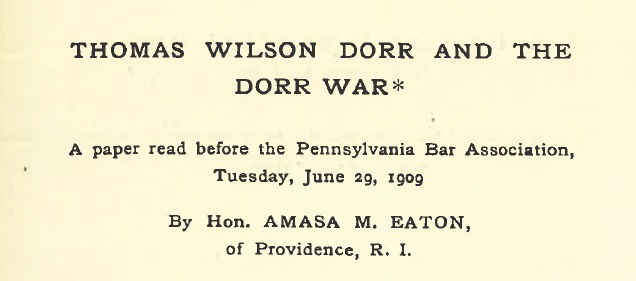 THOMAS WILSON DORR AND THE
DORR WAR*
A paper read before the Pennsylvania Bar Association,
Tuesday, June 29, 1909
By Hon. AMASA M. EATON,
of Providence, R. I.